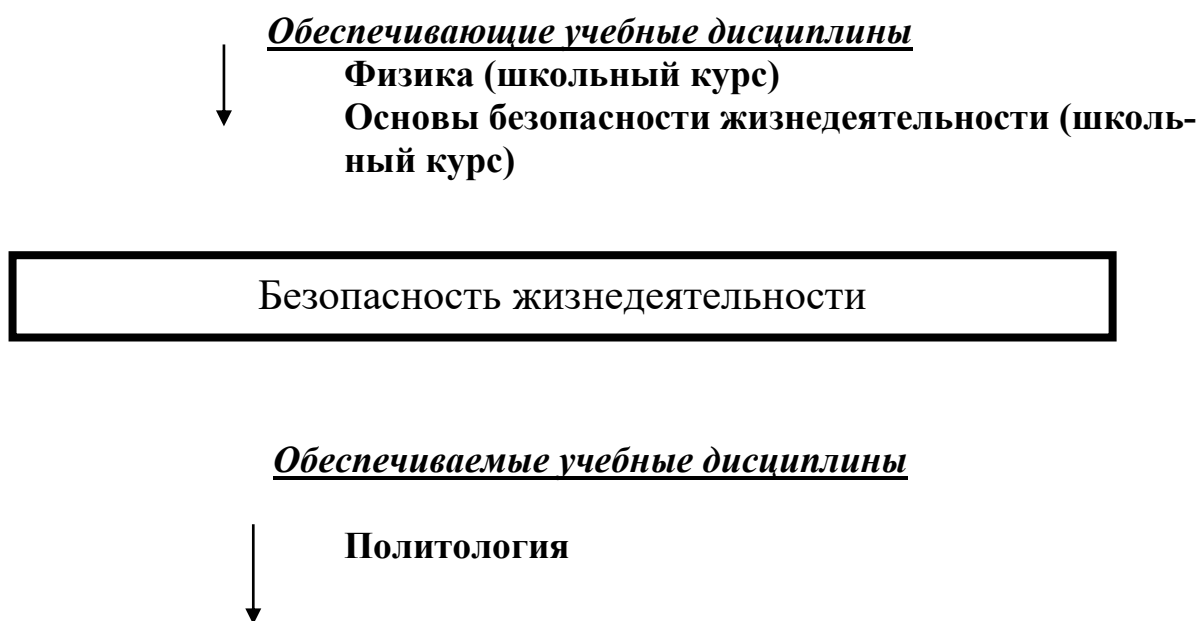 Обеспечивающие учебные дисциплины
Физика (школьный курс)
Основы безопасности жизнедеятельности (школь-
ный курс)
Безопасность жизнедеятельности
Обеспечиваемые учебные дисциплины
Политология